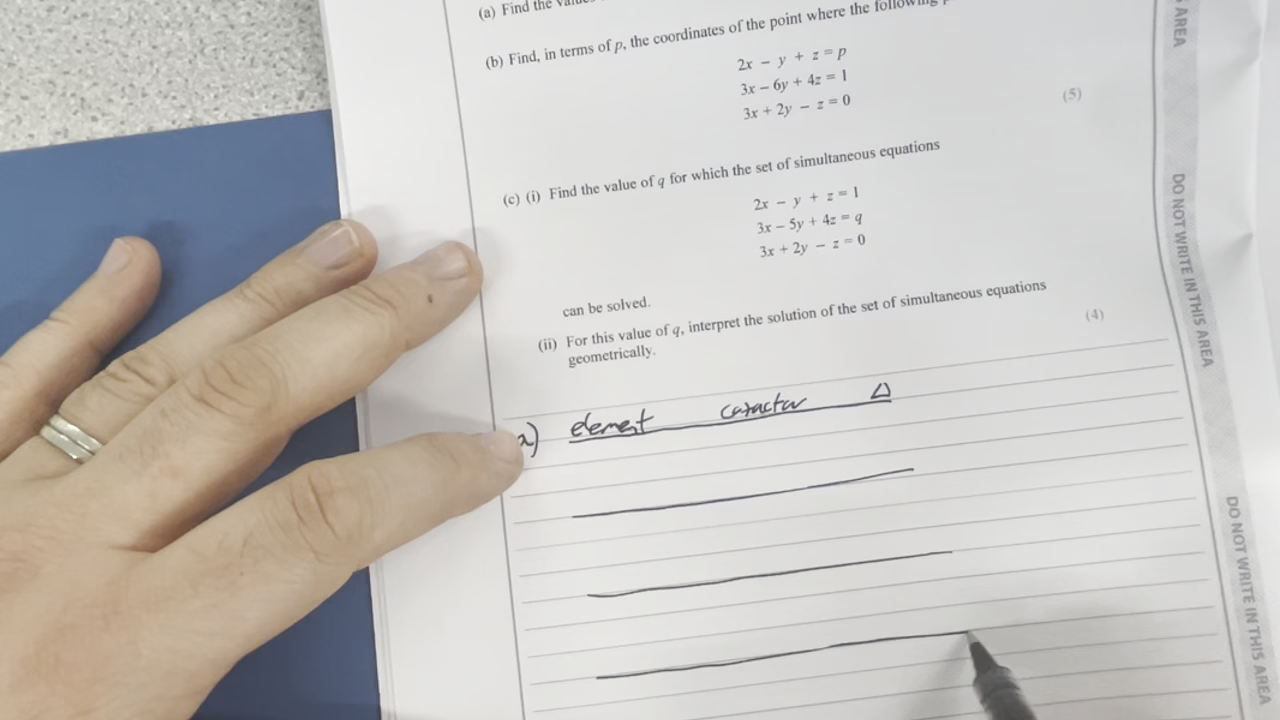 (a) Find the
(b) Find, in terms of p, the coordinates of the point where the following
2x – y + z = p
3x – 6y + 4z = 1
3x + 2y – z = 0
(5)
(c) (i) Find the value of q for which the set of simultaneous equations
2x – y + z = 1
3x – 5y + 4z = q
3x + 2y – z = 0
can be solved.
(ii) For this value of q, interpret the solution of the set of simultaneous equations
geometrically.
(4)
a) element caractar Δ
AREA
DO NOT WRITE IN THIS AREA
DO NOT WRITE IN THIS AREA